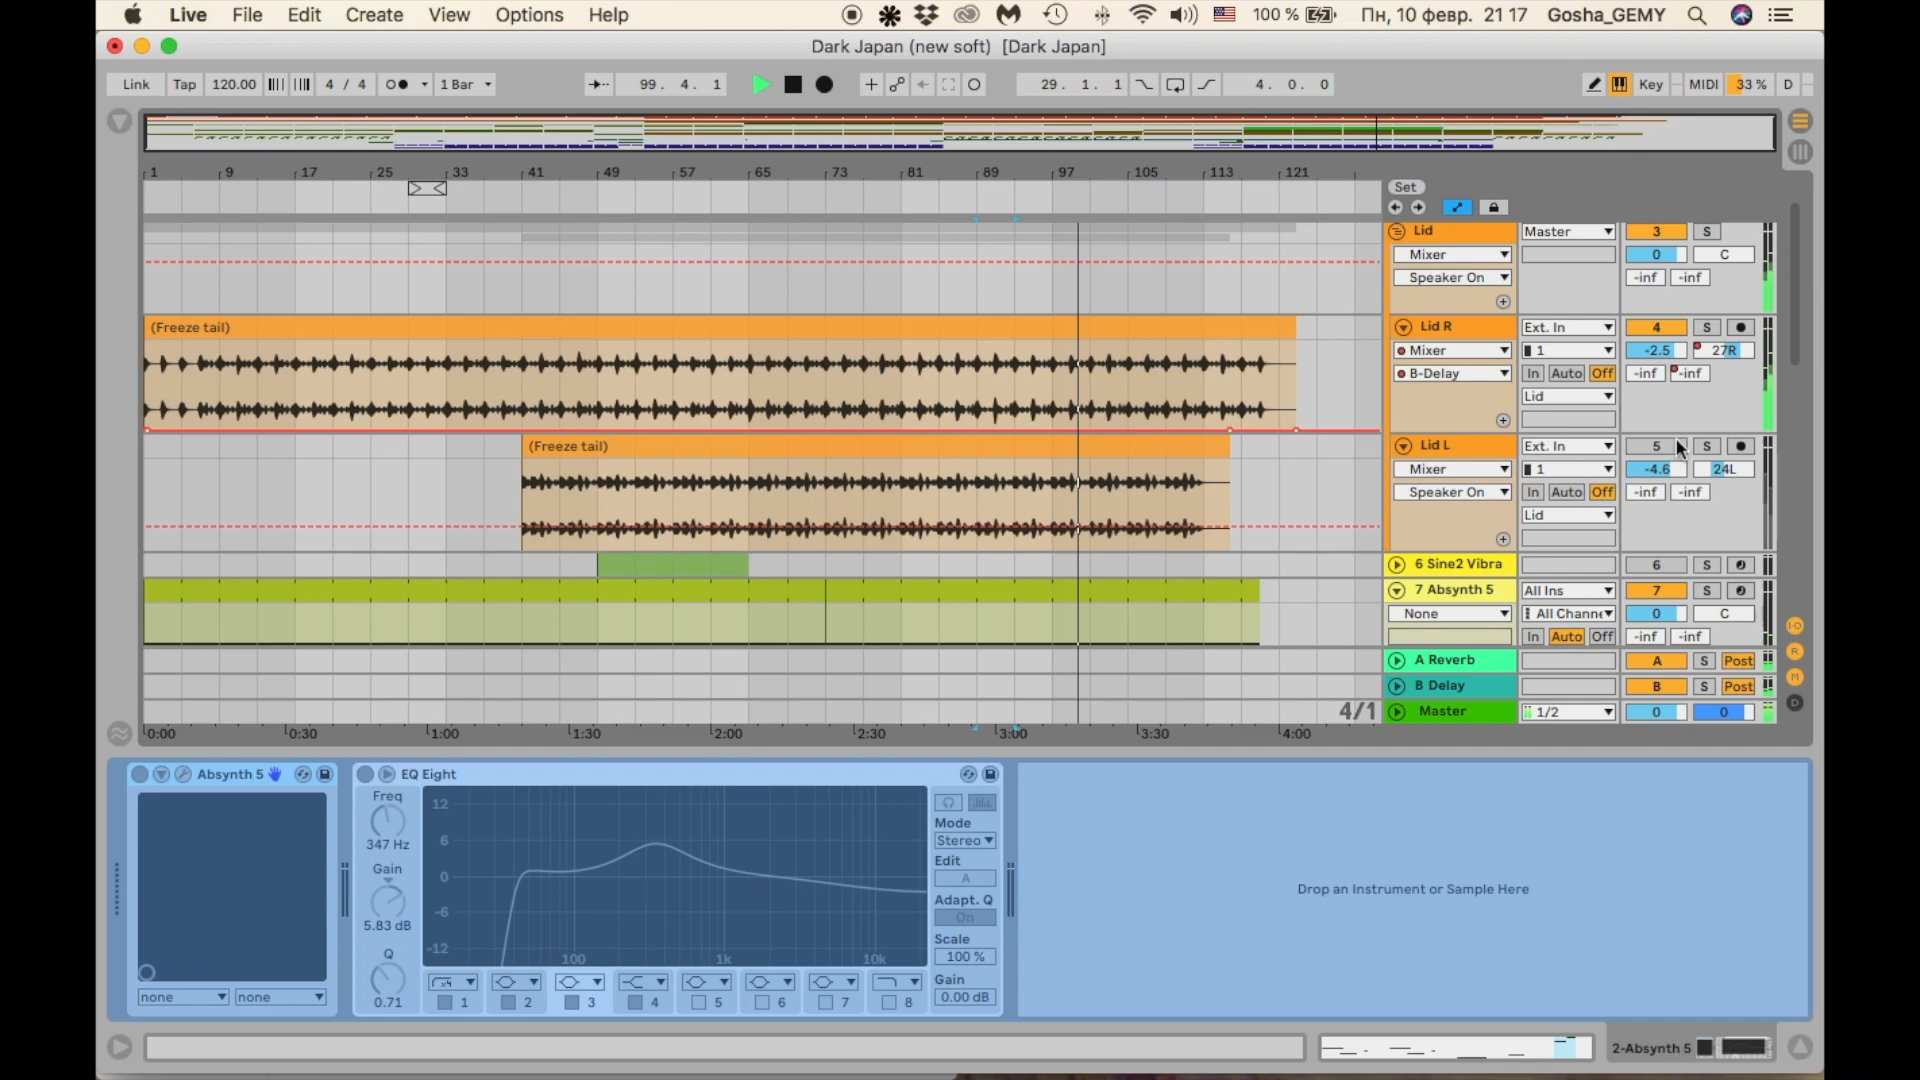 Live File Edit Create View Options Help 100 % Пн, 10 февр. 21 17 Gosha_GEMY
Dark Japan (new soft) [Dark Japan]
Link Tap 120.00 4 / 4 1 Bar 99. 4. 1 29. 1. 1 4. 0. 0 Key MIDI 33 % D
1 9 17 25 33 41 49 57 65 73 81 89 97 105 113 121
Set
Lid Master 3 S
Mixer 0 C
Speaker On -inf -inf
(Freeze tail) Lid R Ext. In 4 S
Mixer 1 -2.5 27R
B-Delay In Auto Off -inf -inf
Lid
(Freeze tail) Lid L Ext. In 5 S
Mixer 1 -4.6 24L
Speaker On In Auto Off -inf -inf
Lid
6 Sine2 Vibra 6 S
7 Absynth 5 All Ins 7 S
None All Channe 0 C
In Auto Off -inf -inf
A Reverb A S Post
B Delay B S Post
4/1 Master 1/2 0 0
0:00 0:30 1:00 1:30 2:00 2:30 3:00 3:30 4:00
Absynth 5 EQ Eight
Freq
347 Hz
Gain
5.83 dB
Q
0.71
12
6
0
-6
-12
100 1k 10k
Mode
Stereo
Edit
A
Adapt. Q
On
Scale
100 %
Gain
0.00 dB
none none
x4
1 2 3 4 5 6 7 8
Drop an Instrument or Sample Here
2-Absynth 5